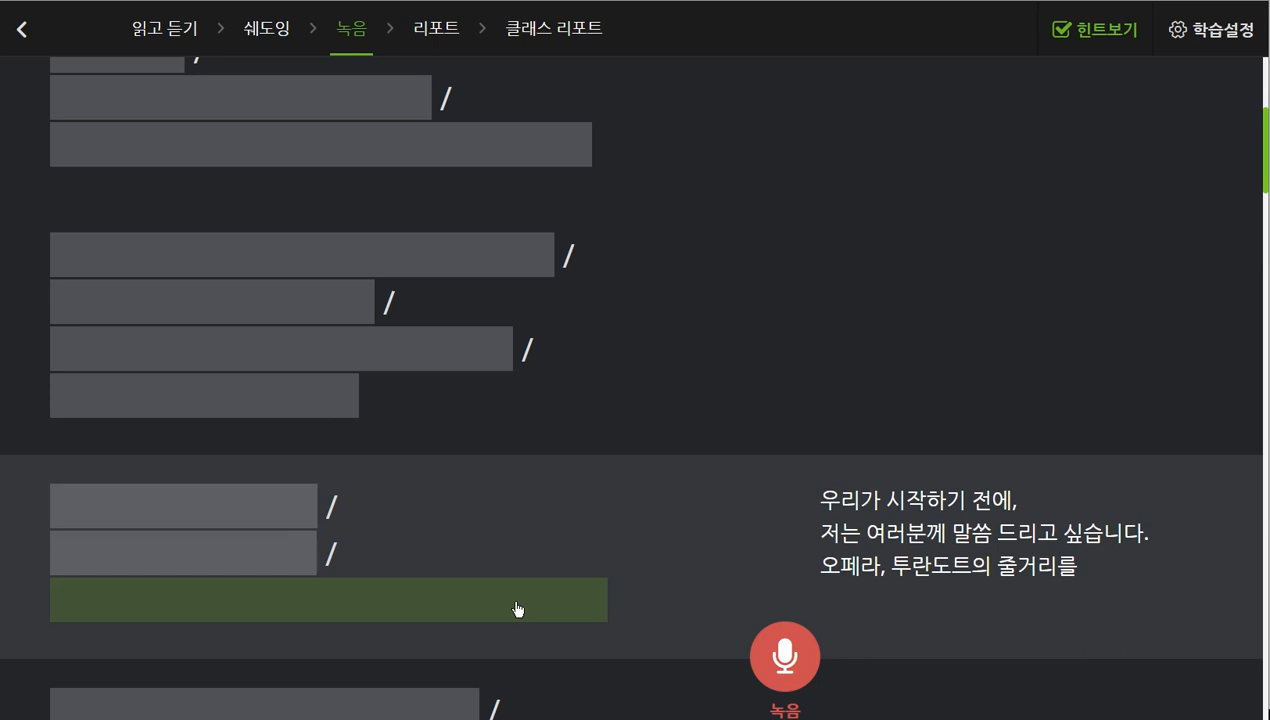 읽고 듣기 > 쉐도잉 > 녹음 > 리포트 > 클래스 리포트
힌트보기
학습설정
/
/
/
/
/
/
우리가 시작하기 전에,
/
저는 여러분께 말씀 드리고 싶습니다.
오페라, 투란도트의 줄거리를
/
녹음